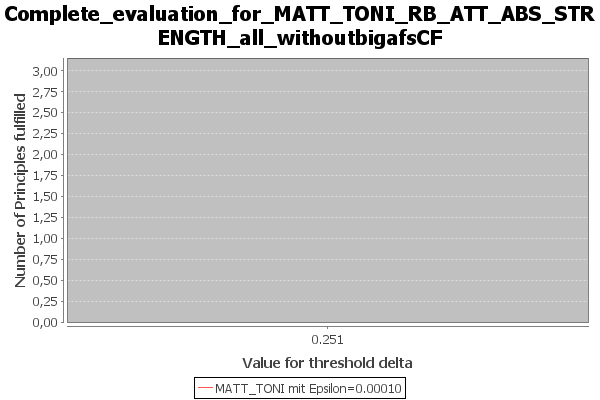 Complete_evaluation_for_MATT_TONI_RB_ATT_ABS_STR
ENGTH_all_withoutbigafsCF
Number of Principles fulfilled
3,00
2,75
2,50
2,25
2,00
1,75
1,50
1,25
1,00
0,75
0,50
0,25
0,00
0.251
Value for threshold delta
MATT_TONI mit Epsilon=0.00010